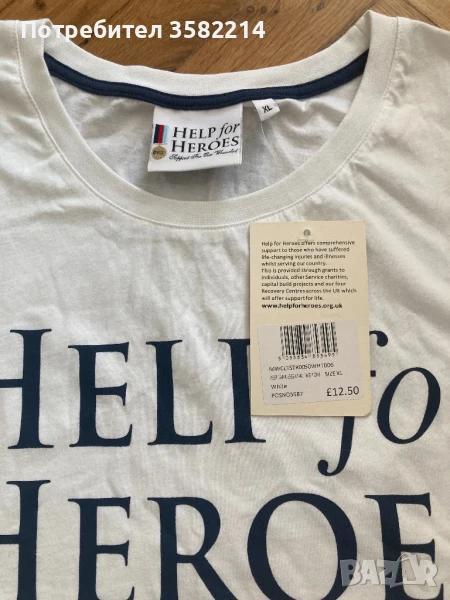 Потребител 3582214
HELP for
HEROES
Support For Our Wounded
XL
Help for Heroes offers comprehensive
support to those who have suffered
life-changing injuries and illnesses
whilst serving our country.
This is provided through grants to
individuals, other Service charities,
capital build projects and our four
Recovery Centres across the UK which
will offer support for life.
www.helpforheroes.org.uk
SIZE XL
White
£12.50
HELP fo
HEROE
bazar